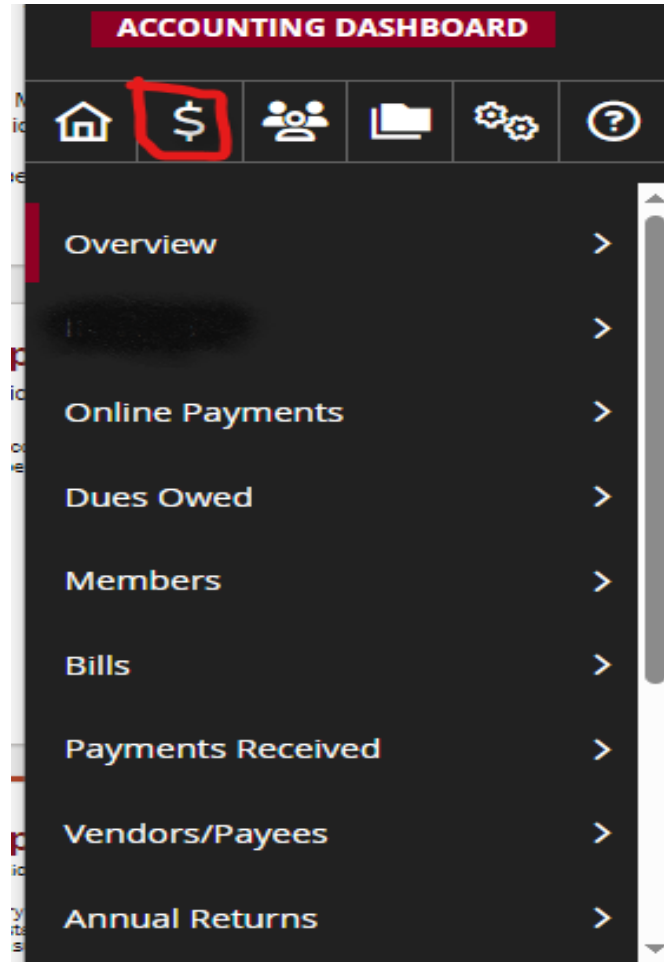 ACCOUNTING DASHBOARD
$
?
Overview
Online Payments
Dues Owed
Members
Bills
Payments Received
Vendors/Payees
Annual Returns